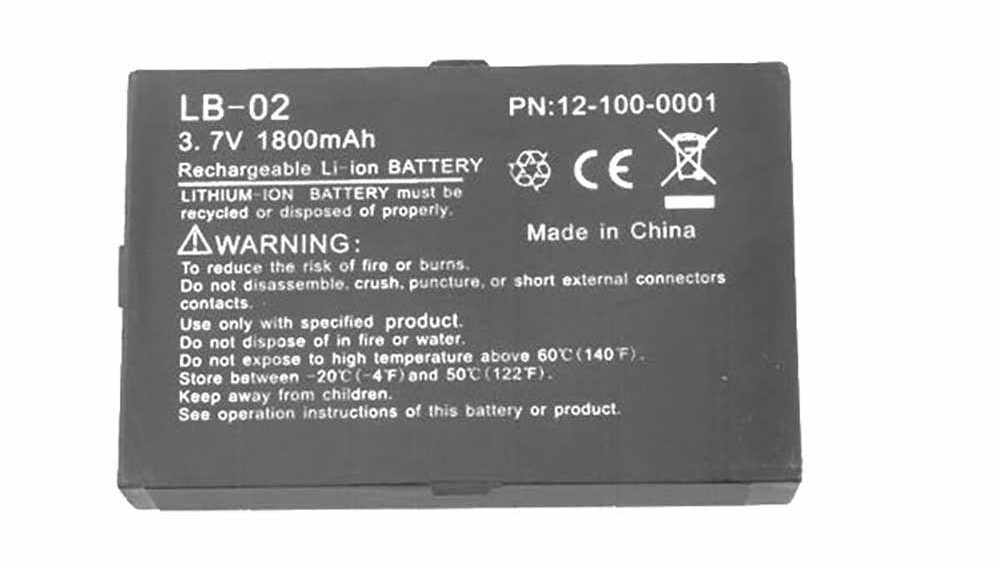 LB-02
PN:12-100-0001
3.7V 1800mAh
Rechargeable Li-ion BATTERY
CE
LITHIUM-ION BATTERY must be
recycled or disposed of properly.
Made in China
WARNING:
To reduce the risk of fire or burns.
Do not disassemble, crush, puncture, or short external connectors
contacts.
Use only with specified product.
Do not dispose of in fire or water.
Do not expose to high temperature above 60℃(140℉).
Store between -20℃(-4℉)and 50℃(122℉).
Keep away from children.
See operation instructions of this battery or product.